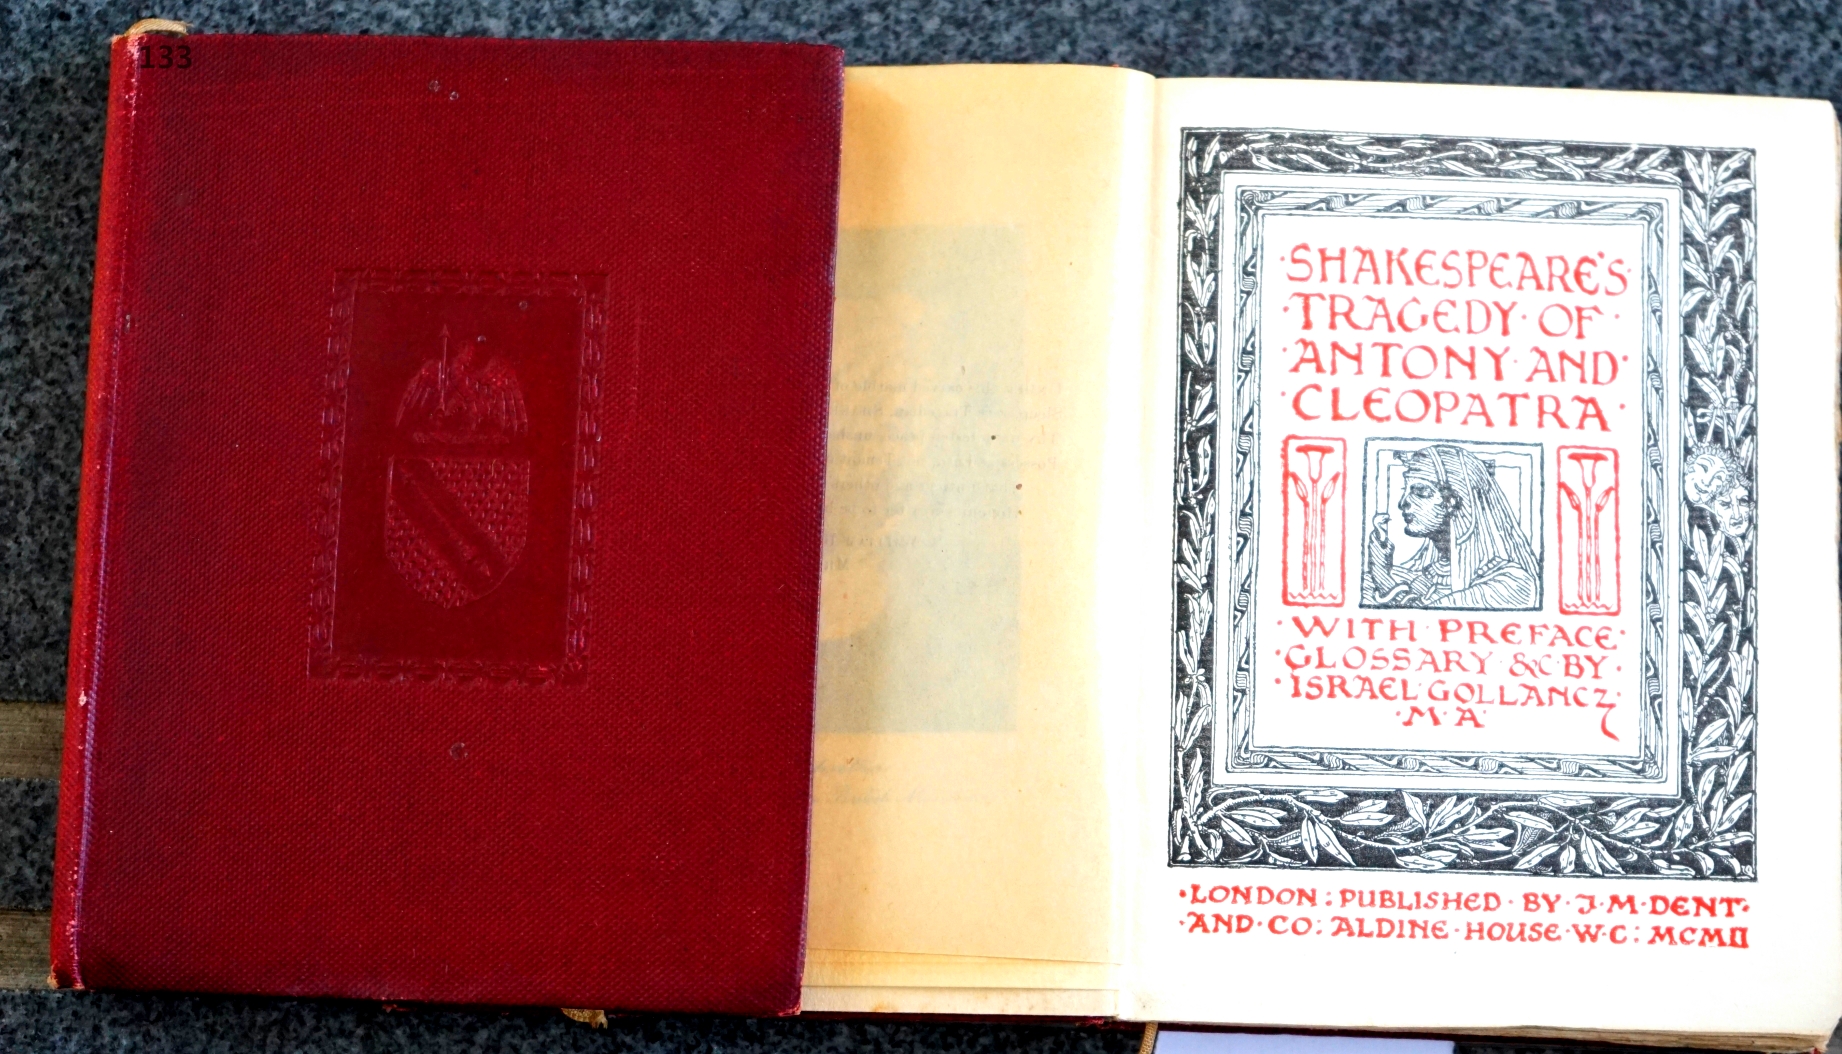 133
·SHAKESPEARE'S·
·TRAGEDY·OF·
·ANTONY·AND·
·CLEOPATRA·
·WITH·PREFACE·
·GLOSSARY·&C·BY·
·ISRAEL·GOLLANCZ·
·M·A·
·LONDON:PUBLISHED·BY·J·M·DENT·
·AND·CO:ALDINE·HOUSE·W·C:MCMII